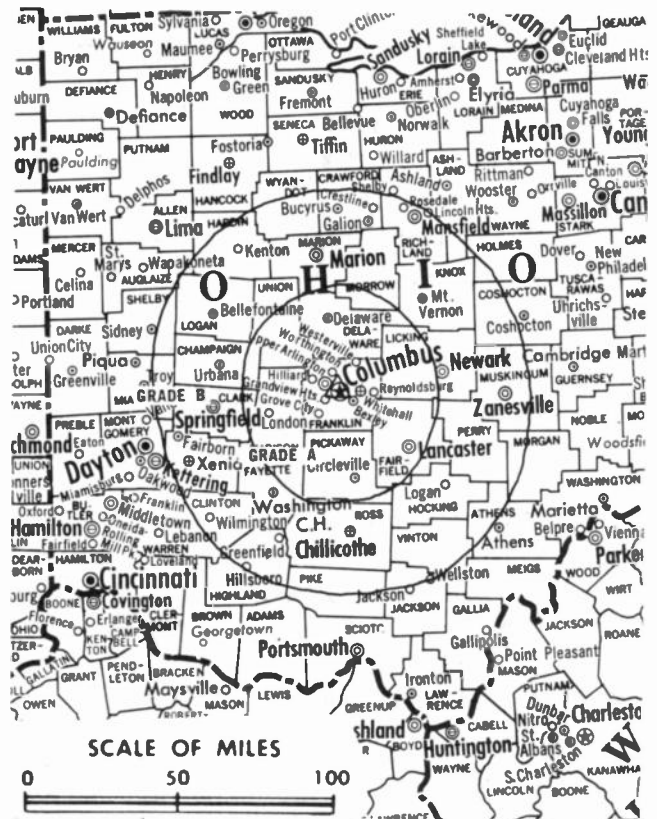 WILLIAMS
FULTON
Sylvania
LUCAS
Oregon
Port Clinton
Sandusky
Sheffield Lake
GEAUGA
Bryan
Wauseon
Maumee
Perrysburg
OTTAWA
Lorain
Euclid
Cleveland Hts
CUYAHOGA
HENRY
Bowling Green
SANDUSKY
Fremont
Huron
ERIE
Amherst
Oberlin
Elyria
Parma
DEFIANCE
Napoleon
Defiance
WOOD
SENECA
Bellevue
Norwalk
LORAIN
MEDINA
Cuyahoga Falls
PORTAGE
Akron
PAULDING
Paulding
PUTNAM
Fostoria
Tiffin
HURON
Willard
ASHLAND
Barberton
Findlay
VAN WERT
Van Wert
Delphos
HANCOCK
WYANDOT
CRAWFORD
Shelby
Crestline
Bucyrus
Galion
Ashland
Rittman
Wooster
Orrville
Canton
Massillon
STARK
ALLEN
Lima
HARDIN
Rosedale
Lincoln Hts.
Mansfield
WAYNE
MERCER
St. Marys
Wapakoneta
Kenton
MARION
Marion
RICHLAND
HOLMES
Dover
New Philadel
Celina
AUGLAIZE
OHIO
Portland
SHELBY
UNION
MORROW
KNOX
Mt. Vernon
COSHOCTON
TUSCARAWAS
Uhrichsville
DARKE
Sidney
LOGAN
Bellefontaine
Delaware
DELAWARE
LICKING
Coshocton
Union City
Greenville
Piqua
CHAMPAIGN
Urbana
Westerville
Worthington
Upper Arlington
Hilliard
Columbus
Newark
Cambridge
MUSKINGUM
GUERNSEY
Troy
GRADE B
CLARK
Grandview Hts.
Grove City
Reynoldsburg
Whitehall
Bexley
Zanesville
PREBLE
Eaton
MONTGOMERY
Springfield
London
FRANKLIN
PERRY
NOBLE
MORGAN
Woodsfi
Dayton
Fairborn
Xenia
Kettering
Oakwood
GRADE A
FAYETTE
PICKAWAY
Circleville
FAIRFIELD
Lancaster
WASHINGTON
Miamisburg
Franklin
CLINTON
Washington C.H.
Logan
HOCKING
Oxford
BUTLER
Middletown
Wilmington
ROSS
ATHENS
Marietta
Belpre
Vienna
Hamilton
Fairfield
Lebanon
WARREN
Loveland
Greenfield
Chillicothe
VINTON
Athens
Parker
DEARBORN
HAMILTON
Cincinnati
Hillsboro
HIGHLAND
PIKE
Wellston
Jackson
JACKSON
MEIGS
WOOD
WIRT
BOONE
Covington
Florence
Erlanger
KENTON
CAMPBELL
CLERMONT
BROWN
ADAMS
Georgetown
SCIOTO
GALLIA
JACKSON
ROANE
Portsmouth
Gallipolis
Point Pleasant
MASON
GALLATIN
GRANT
PENDLETON
BRACKEN
Maysville
MASON
LEWIS
OWEN
ROBERT
GREENUP
Ironton
LAWRENCE
PUTNAM
CABELL
Dunbar
Nitro
Charlesto
St. Albans
shland
BOYD
Huntington
WAYNE
S. Charleston
KANAWHA
LINCOLN
BOONE
LAWRENCE
SCALE OF MILES
0 50 100